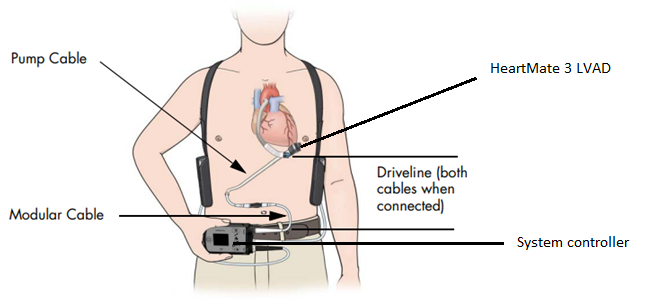 Pump Cable
HeartMate 3 LVAD
Driveline (both
cables when
connected)
Modular Cable
System controller